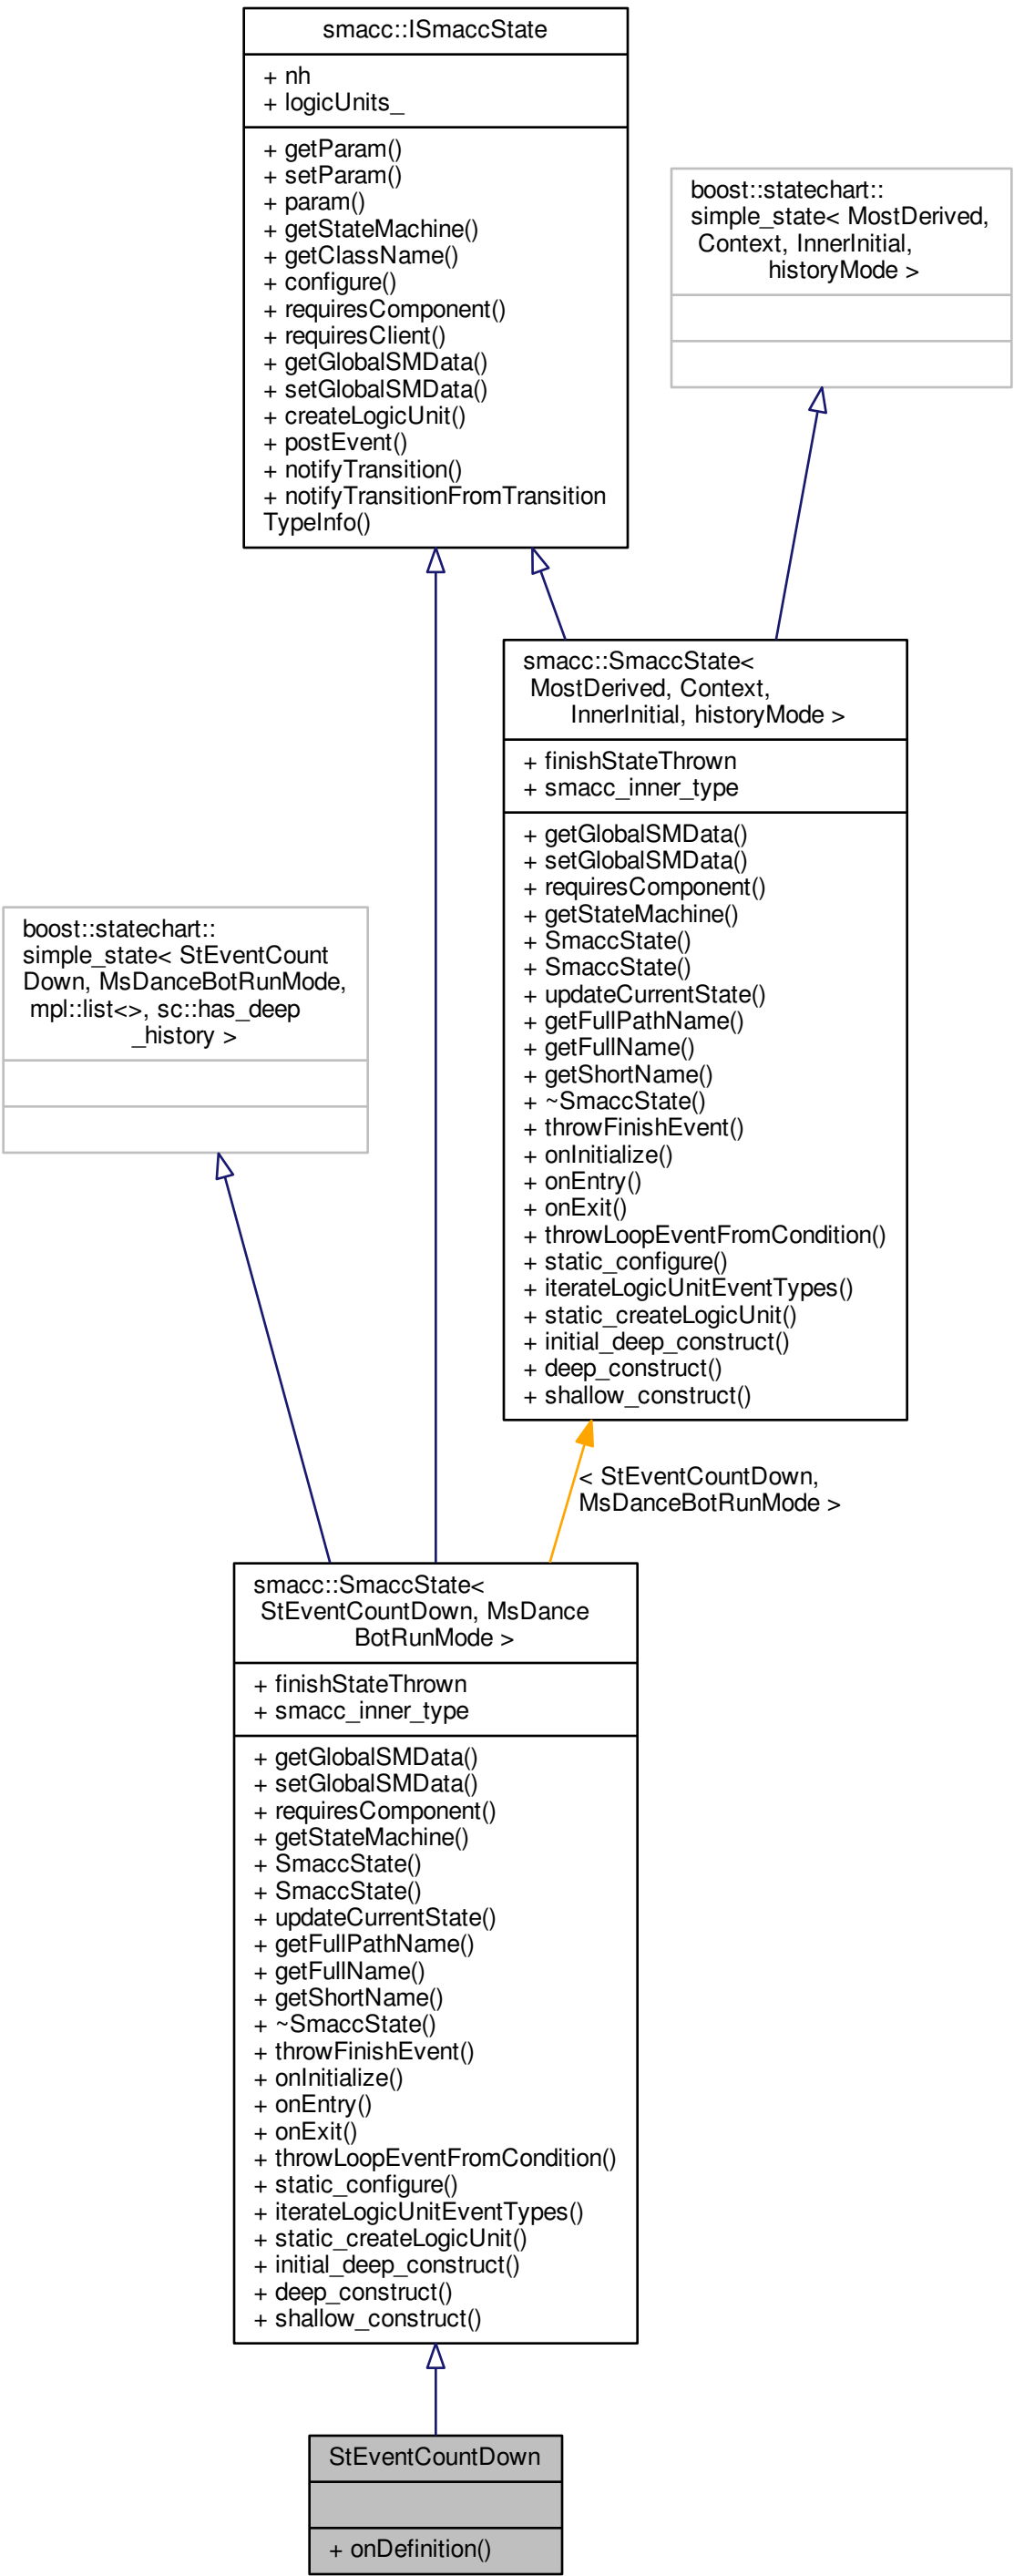 smacc::ISmaccState
+ nh
+ logicUnits_
+ getParam()
+ setParam()
+ param()
+ getStateMachine()
+ getClassName()
+ configure()
+ requiresComponent()
+ requiresClient()
+ getGlobalSMData()
+ setGlobalSMData()
+ createLogicUnit()
+ postEvent()
+ notifyTransition()
+ notifyTransitionFromTransition
TypeInfo()
boost::statechart::
simple_state< MostDerived,
Context, InnerInitial,
historyMode >
smacc::SmaccState<
MostDerived, Context,
InnerInitial, historyMode >
+ finishStateThrown
+ smacc_inner_type
+ getGlobalSMData()
+ setGlobalSMData()
+ requiresComponent()
+ getStateMachine()
+ SmaccState()
+ SmaccState()
+ updateCurrentState()
+ getFullPathName()
+ getFullName()
+ getShortName()
+ ~SmaccState()
+ throwFinishEvent()
+ onInitialize()
+ onEntry()
+ onExit()
+ throwLoopEventFromCondition()
+ static_configure()
+ iterateLogicUnitEventTypes()
+ static_createLogicUnit()
+ initial_deep_construct()
+ deep_construct()
+ shallow_construct()
boost::statechart::
simple_state< StEventCount
Down, MsDanceBotRunMode,
mpl::list<>, sc::has_deep
_history >
< StEventCountDown,
MsDanceBotRunMode >
smacc::SmaccState<
StEventCountDown, MsDance
BotRunMode >
+ finishStateThrown
+ smacc_inner_type
+ getGlobalSMData()
+ setGlobalSMData()
+ requiresComponent()
+ getStateMachine()
+ SmaccState()
+ SmaccState()
+ updateCurrentState()
+ getFullPathName()
+ getFullName()
+ getShortName()
+ ~SmaccState()
+ throwFinishEvent()
+ onInitialize()
+ onEntry()
+ onExit()
+ throwLoopEventFromCondition()
+ static_configure()
+ iterateLogicUnitEventTypes()
+ static_createLogicUnit()
+ initial_deep_construct()
+ deep_construct()
+ shallow_construct()
StEventCountDown
+ onDefinition()